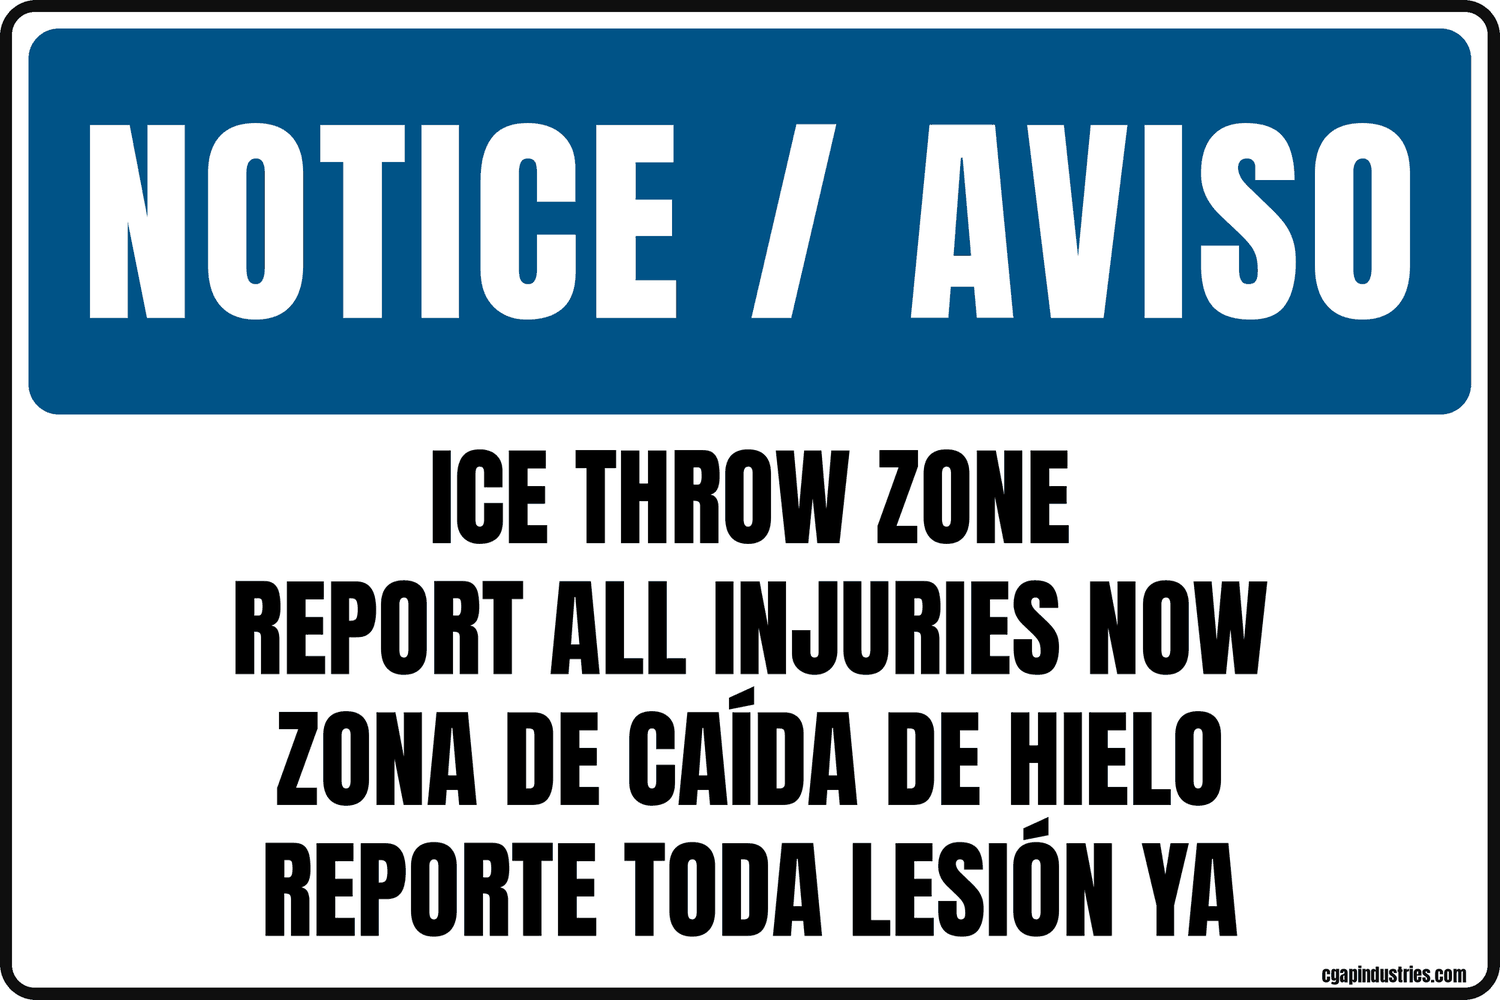 NOTICE / AVISO
ICE THROW ZONE
REPORT ALL INJURIES NOW
ZONA DE CAÍDA DE HIELO
REPORTE TODA LESIÓN YA
cgapindustries.com